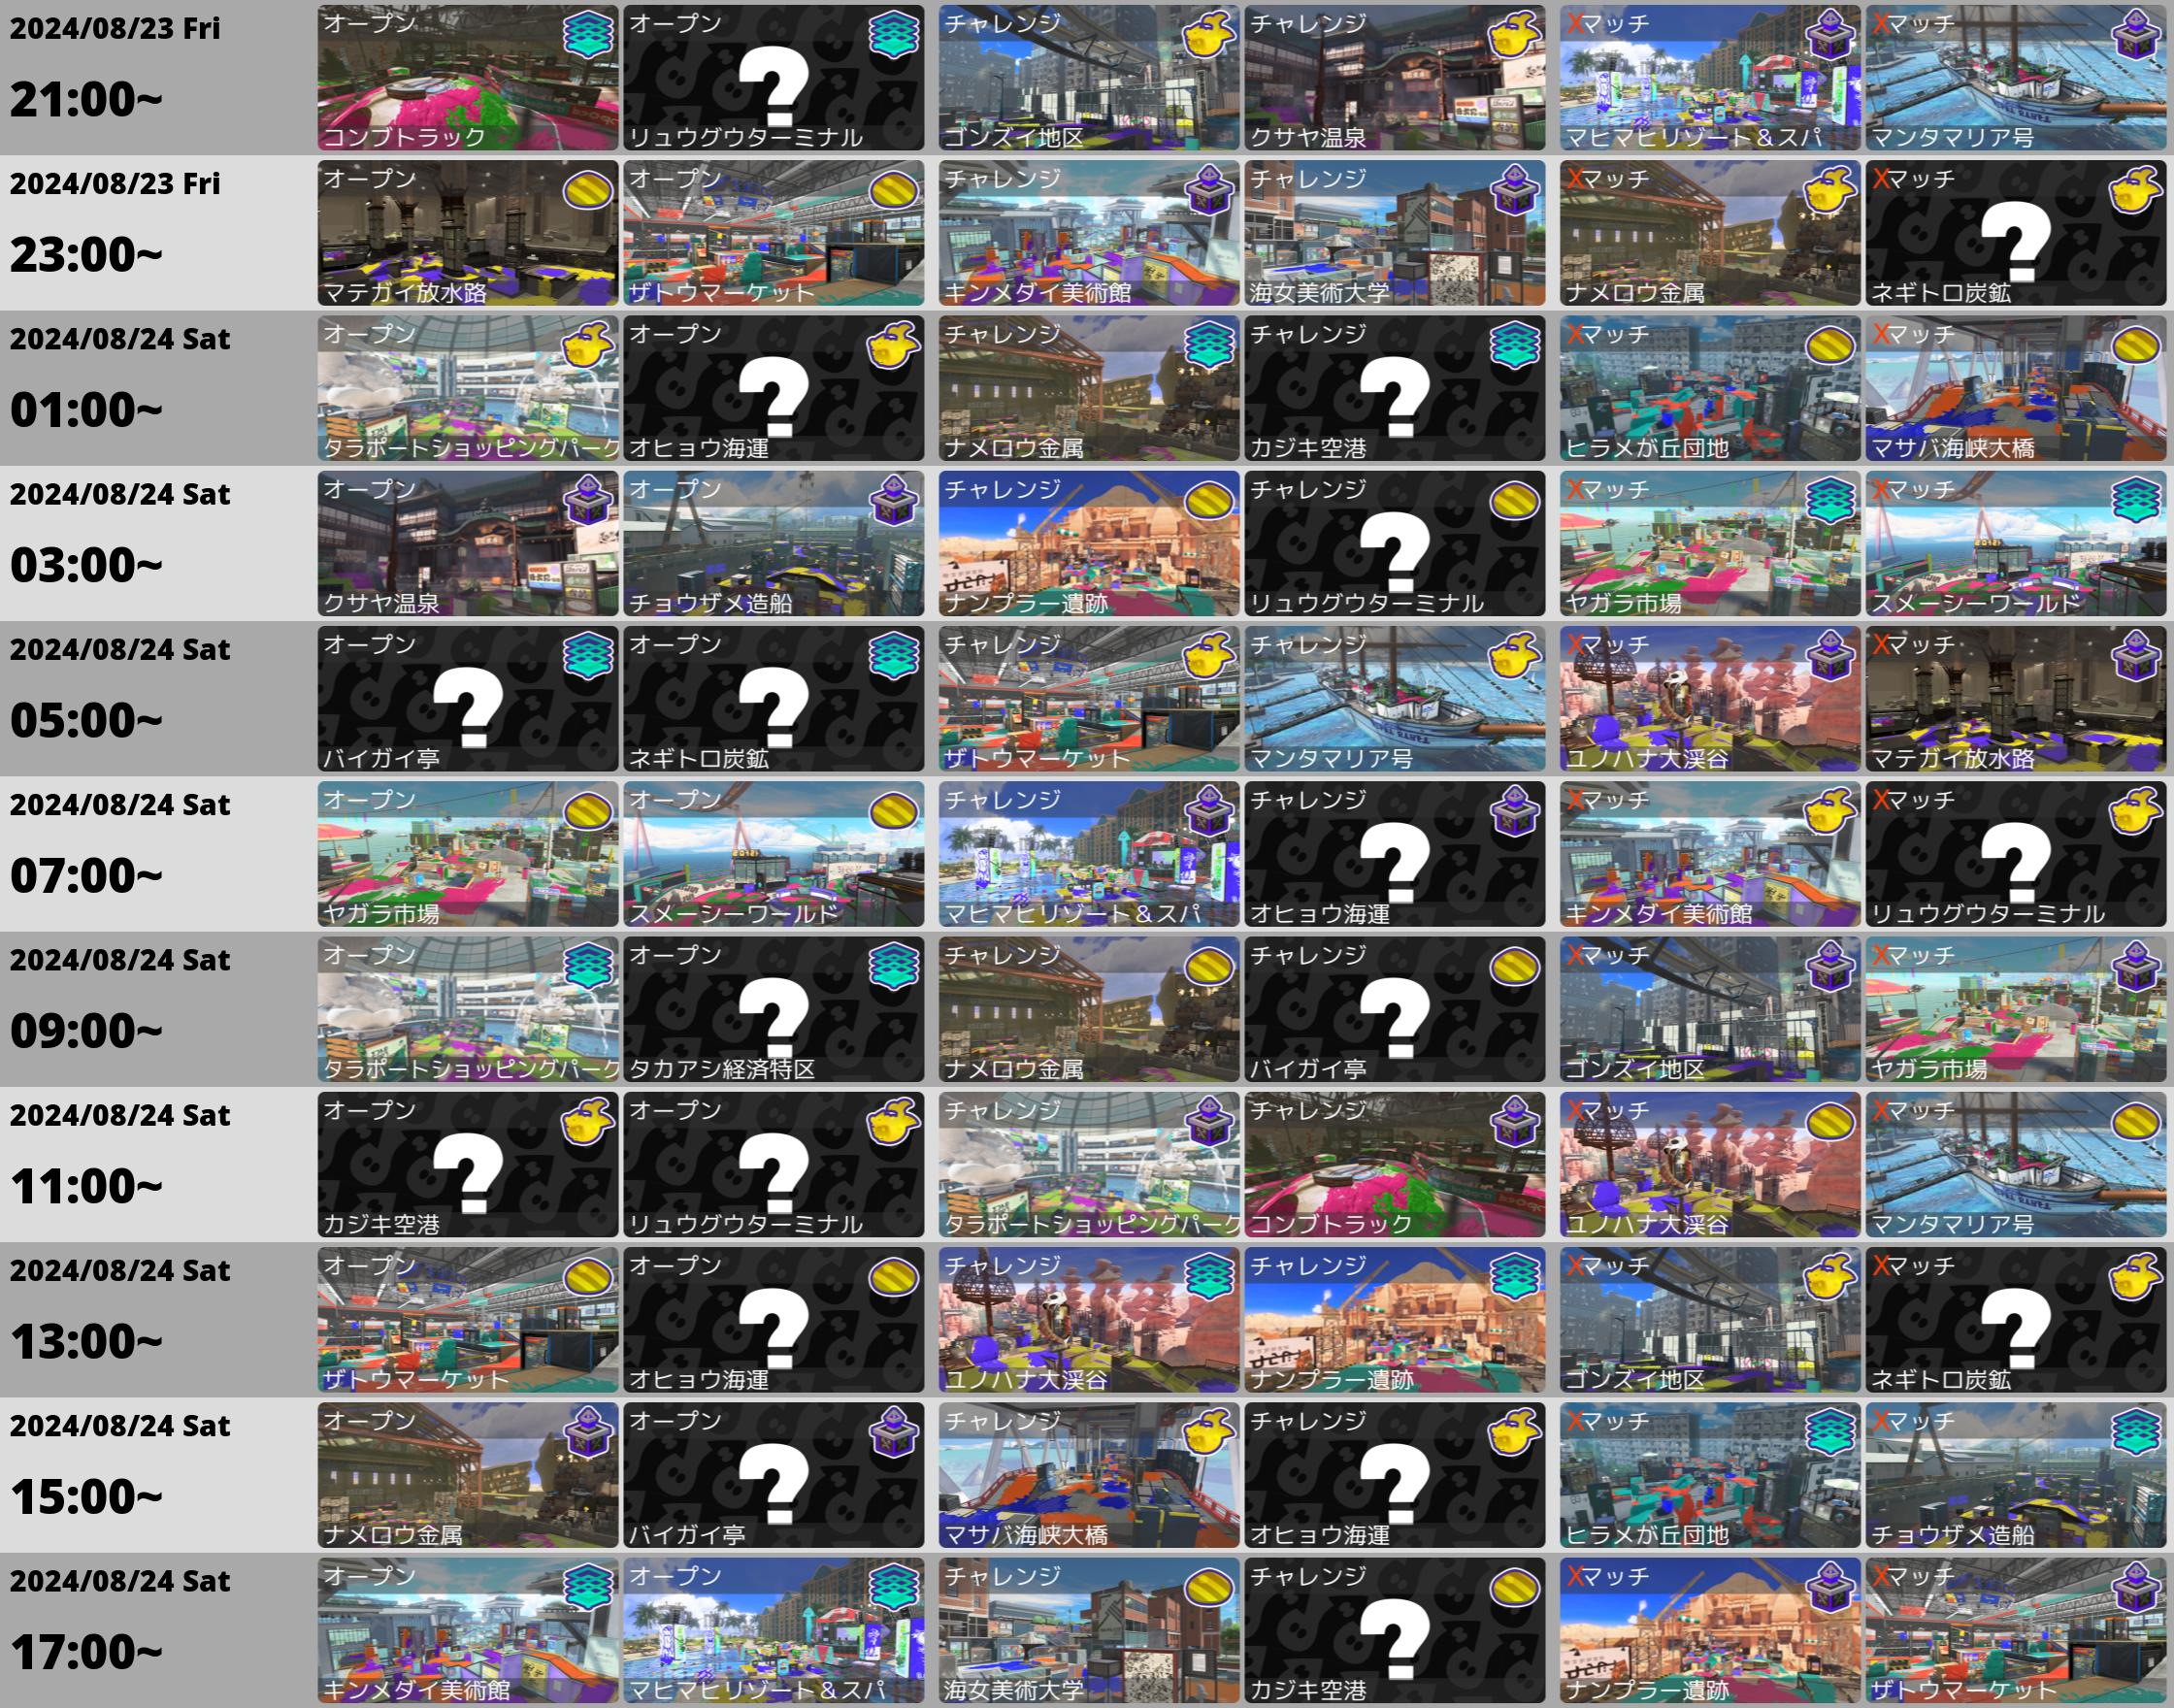 2024/08/23 Fri
21:00~
オープン
コンブトラック
オープン
リュウグウターミナル
チャレンジ
ゴンズイ地区
チャレンジ
クサヤ温泉
Xマッチ
マヒマヒリゾート＆スパ
Xマッチ
マンタマリア号
2024/08/23 Fri
23:00~
オープン
マテガイ放水路
オープン
ザトウマーケット
チャレンジ
キンメダイ美術館
チャレンジ
海女美術大学
Xマッチ
ナメロウ金属
Xマッチ
ネギトロ炭鉱
2024/08/24 Sat
01:00~
オープン
タラポートショッピングパーク
オープン
オヒョウ海運
チャレンジ
ナメロウ金属
チャレンジ
カジキ空港
Xマッチ
ヒラメが丘団地
Xマッチ
マサバ海峡大橋
2024/08/24 Sat
03:00~
オープン
クサヤ温泉
オープン
チョウザメ造船
チャレンジ
ナンプラー遺跡
チャレンジ
リュウグウターミナル
Xマッチ
ヤガラ市場
Xマッチ
スメーシーワールド
2024/08/24 Sat
05:00~
オープン
バイガイ亭
オープン
ネギトロ炭鉱
チャレンジ
ザトウマーケット
チャレンジ
マンタマリア号
Xマッチ
ユノハナ大渓谷
Xマッチ
マテガイ放水路
2024/08/24 Sat
07:00~
オープン
ヤガラ市場
オープン
スメーシーワールド
チャレンジ
マヒマヒリゾート＆スパ
チャレンジ
オヒョウ海運
Xマッチ
キンメダイ美術館
Xマッチ
リュウグウターミナル
2024/08/24 Sat
09:00~
オープン
タラポートショッピングパーク
オープン
タカアシ経済特区
チャレンジ
ナメロウ金属
チャレンジ
バイガイ亭
Xマッチ
ゴンズイ地区
Xマッチ
ヤガラ市場
2024/08/24 Sat
11:00~
オープン
カジキ空港
オープン
リュウグウターミナル
チャレンジ
タラポートショッピングパーク
チャレンジ
コンブトラック
Xマッチ
ユノハナ大渓谷
Xマッチ
マンタマリア号
2024/08/24 Sat
13:00~
オープン
ザトウマーケット
オープン
オヒョウ海運
チャレンジ
ユノハナ大渓谷
チャレンジ
ナンプラー遺跡
Xマッチ
ゴンズイ地区
Xマッチ
ネギトロ炭鉱
2024/08/24 Sat
15:00~
オープン
ナメロウ金属
オープン
バイガイ亭
チャレンジ
マサバ海峡大橋
チャレンジ
オヒョウ海運
Xマッチ
ヒラメが丘団地
Xマッチ
チョウザメ造船
2024/08/24 Sat
17:00~
オープン
キンメダイ美術館
オープン
マヒマヒリゾート＆スパ
チャレンジ
海女美術大学
チャレンジ
カジキ空港
Xマッチ
ナンプラー遺跡
Xマッチ
ザトウマーケット